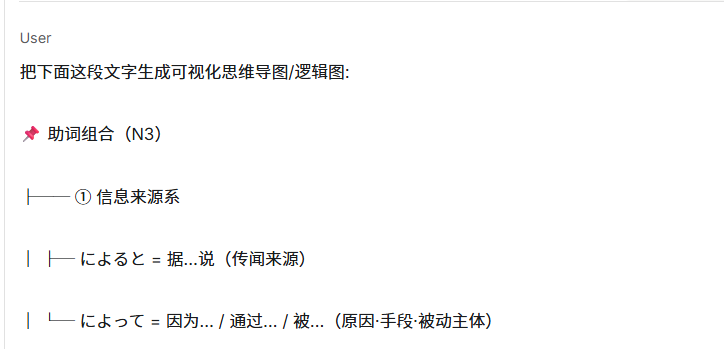 User
把下面这段文字生成可视化思维导图/逻辑图:
📌 助词组合（N3）
├─── ① 信息来源系
│ ├── によると = 据…说（传闻来源）
│ └── によって = 因为… / 通过… / 被…（原因·手段·被动主体）